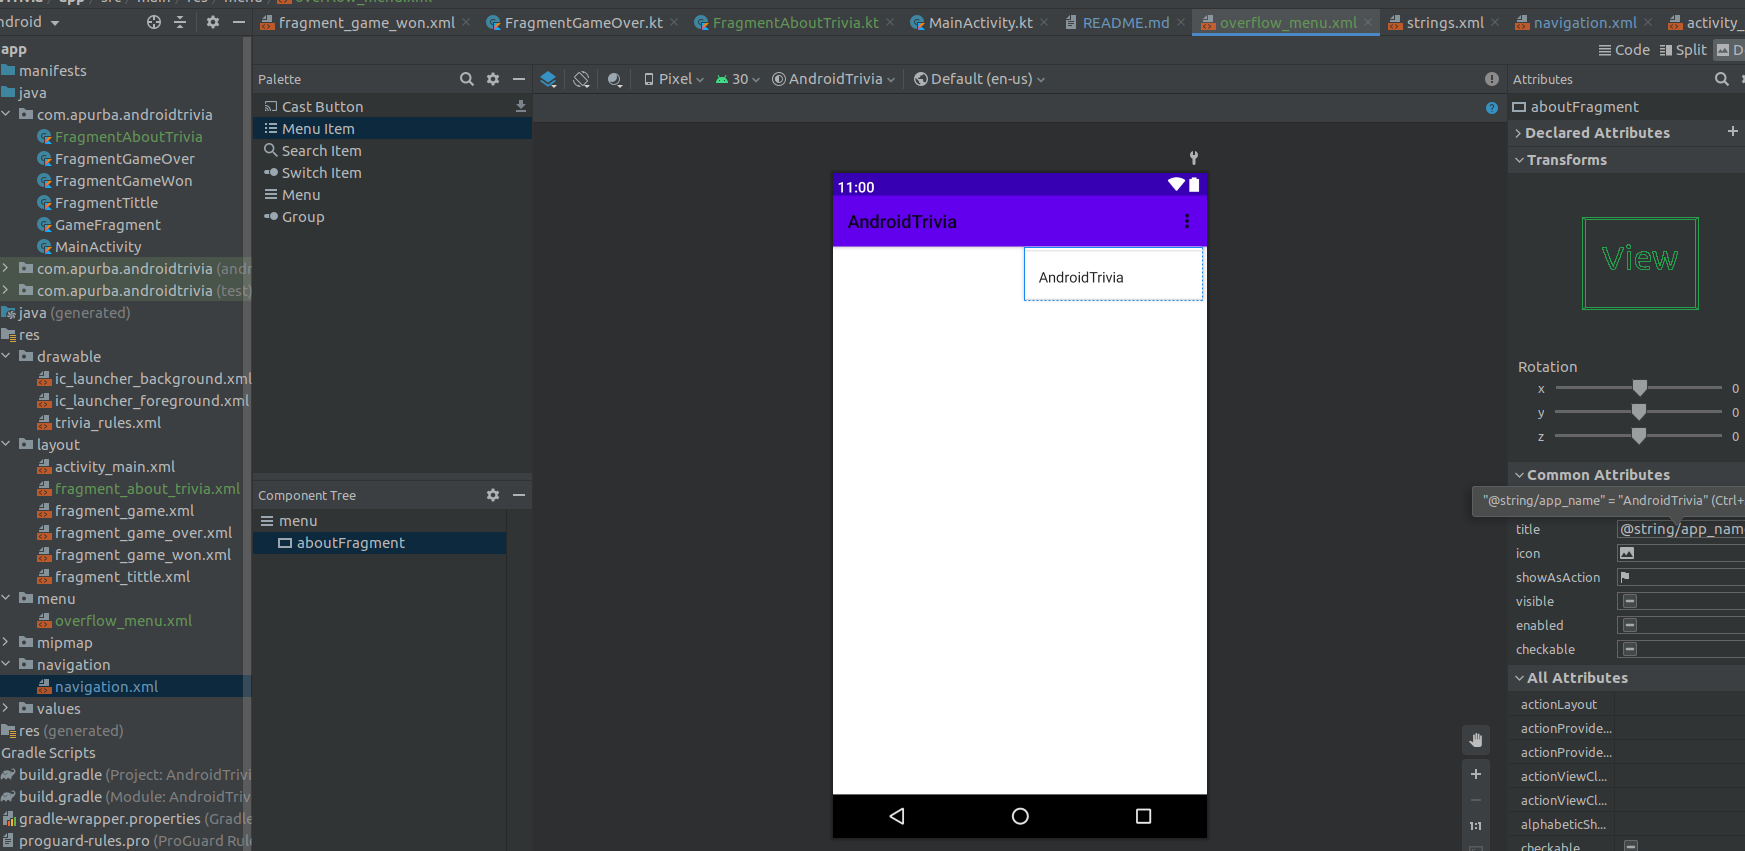 overflow_menu.xml
ndroid
fragment_game_won.xml
FragmentGameOver.kt
FragmentAboutTrivia.kt
MainActivity.kt
README.md
overflow_menu.xml
strings.xml
navigation.xml
activity_
Code
Split
D
app
manifests
java
com.apurba.androidtrivia
FragmentAboutTrivia
FragmentGameOver
FragmentGameWon
FragmentTittle
GameFragment
MainActivity
com.apurba.androidtrivia (andr
com.apurba.androidtrivia (test)
java (generated)
res
drawable
ic_launcher_background.xml
ic_launcher_foreground.xml
trivia_rules.xml
layout
activity_main.xml
fragment_about_trivia.xml
fragment_game.xml
fragment_game_over.xml
fragment_game_won.xml
fragment_tittle.xml
menu
overflow_menu.xml
mipmap
navigation
navigation.xml
values
res (generated)
Gradle Scripts
build.gradle (Project: AndroidTrivi
build.gradle (Module: AndroidTriv
gradle-wrapper.properties (Gradle
proguard-rules.pro (ProGuard Rule
Palette
Cast Button
Menu Item
Search Item
Switch Item
Menu
Group
Component Tree
menu
aboutFragment
Pixel
30
AndroidTrivia
Default (en-us)
11:00
AndroidTrivia
AndroidTrivia
1:1
Attributes
aboutFragment
Declared Attributes
Transforms
View
Rotation
x 0
y 0
z 0
Common Attributes
"@string/app_name" = "AndroidTrivia" (Ctrl+
title @string/app_nam
icon
showAsAction
visible
enabled
checkable
All Attributes
actionLayout
actionProvide...
actionProvide...
actionViewCl...
actionViewCl...
alphabeticSh...
checkable